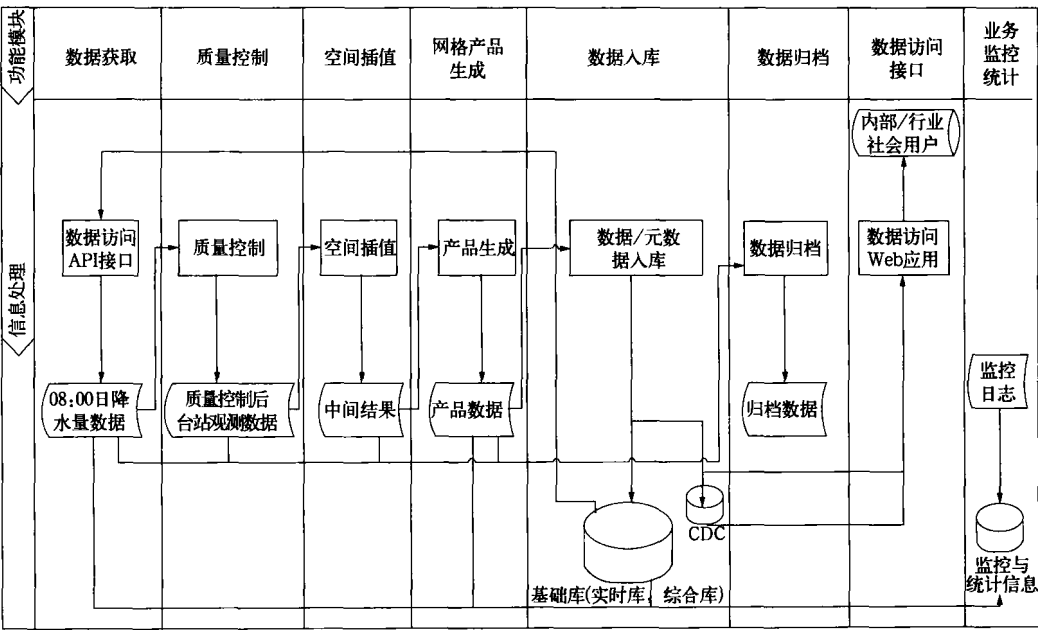 功能模块
数据获取
质量控制
空间插值
网格产品
生成
数据入库
数据归档
数据访问
接口
业务
监控
统计
信息处理
内部/行业
社会用户
数据访问
API接口
质量控制
空间插值
产品生成
数据/元数
据入库
数据归档
数据访问
Web应用
08:00日降
水量数据
质量控制后
台站观测数据
中间结果
产品数据
归档数据
监控
日志
CDC
基础库(实时库、综合库)
监控与
统计信息